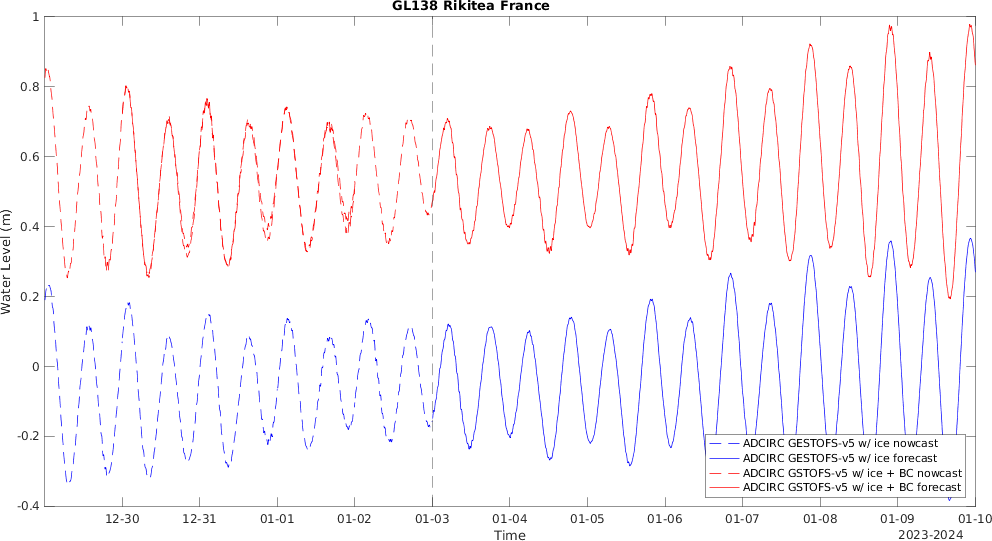 GL138 Rikitea France
Water Level (m)
1
0.8
0.6
0.4
0.2
0
-0.2
-0.4
ADCIRC GESTOFS-v5 w/ ice nowcast
ADCIRC GESTOFS-v5 w/ ice forecast
ADCIRC GSTOFS-v5 w/ ice + BC nowcast
ADCIRC GSTOFS-v5 w/ ice + BC forecast
12-30 12-31 01-01 01-02 01-03 01-04 01-05 01-06 01-07 01-08 01-09 01-10
Time
2023-2024